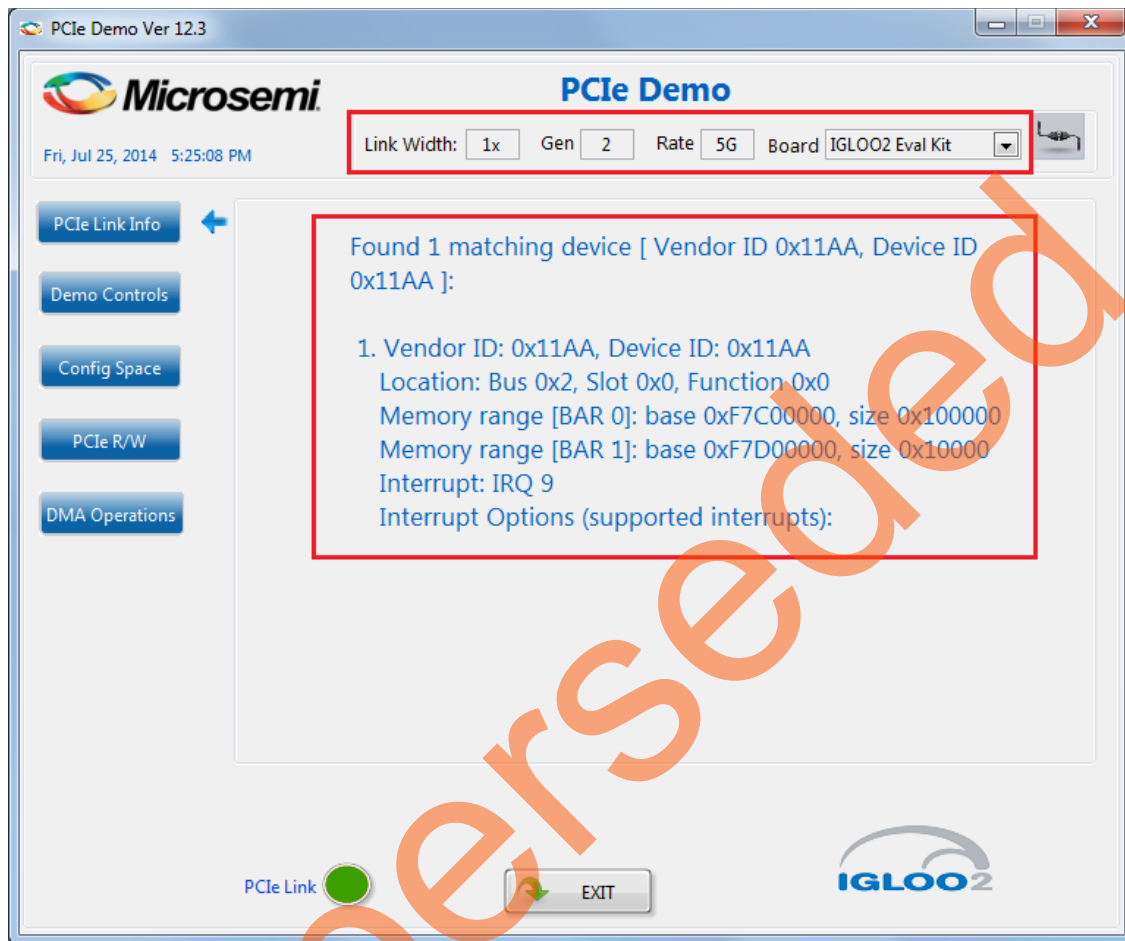 PCIe Demo Ver 12.3
Microsemi.
PCIe Demo
Fri, Jul 25, 2014 5:25:08 PM
Link Width: 1x Gen 2 Rate 5G Board IGLOO2 Eval Kit
PCIe Link Info
Demo Controls
Config Space
PCIe R/W
DMA Operations
Found 1 matching device [ Vendor ID 0x11AA, Device ID
0x11AA ]:
1. Vendor ID: 0x11AA, Device ID: 0x11AA
Location: Bus 0x2, Slot 0x0, Function 0x0
Memory range [BAR 0]: base 0xF7C00000, size 0x100000
Memory range [BAR 1]: base 0xF7D00000, size 0x10000
Interrupt: IRQ 9
Interrupt Options (supported interrupts):
PCIe Link
EXIT
IGLOO2
perseded